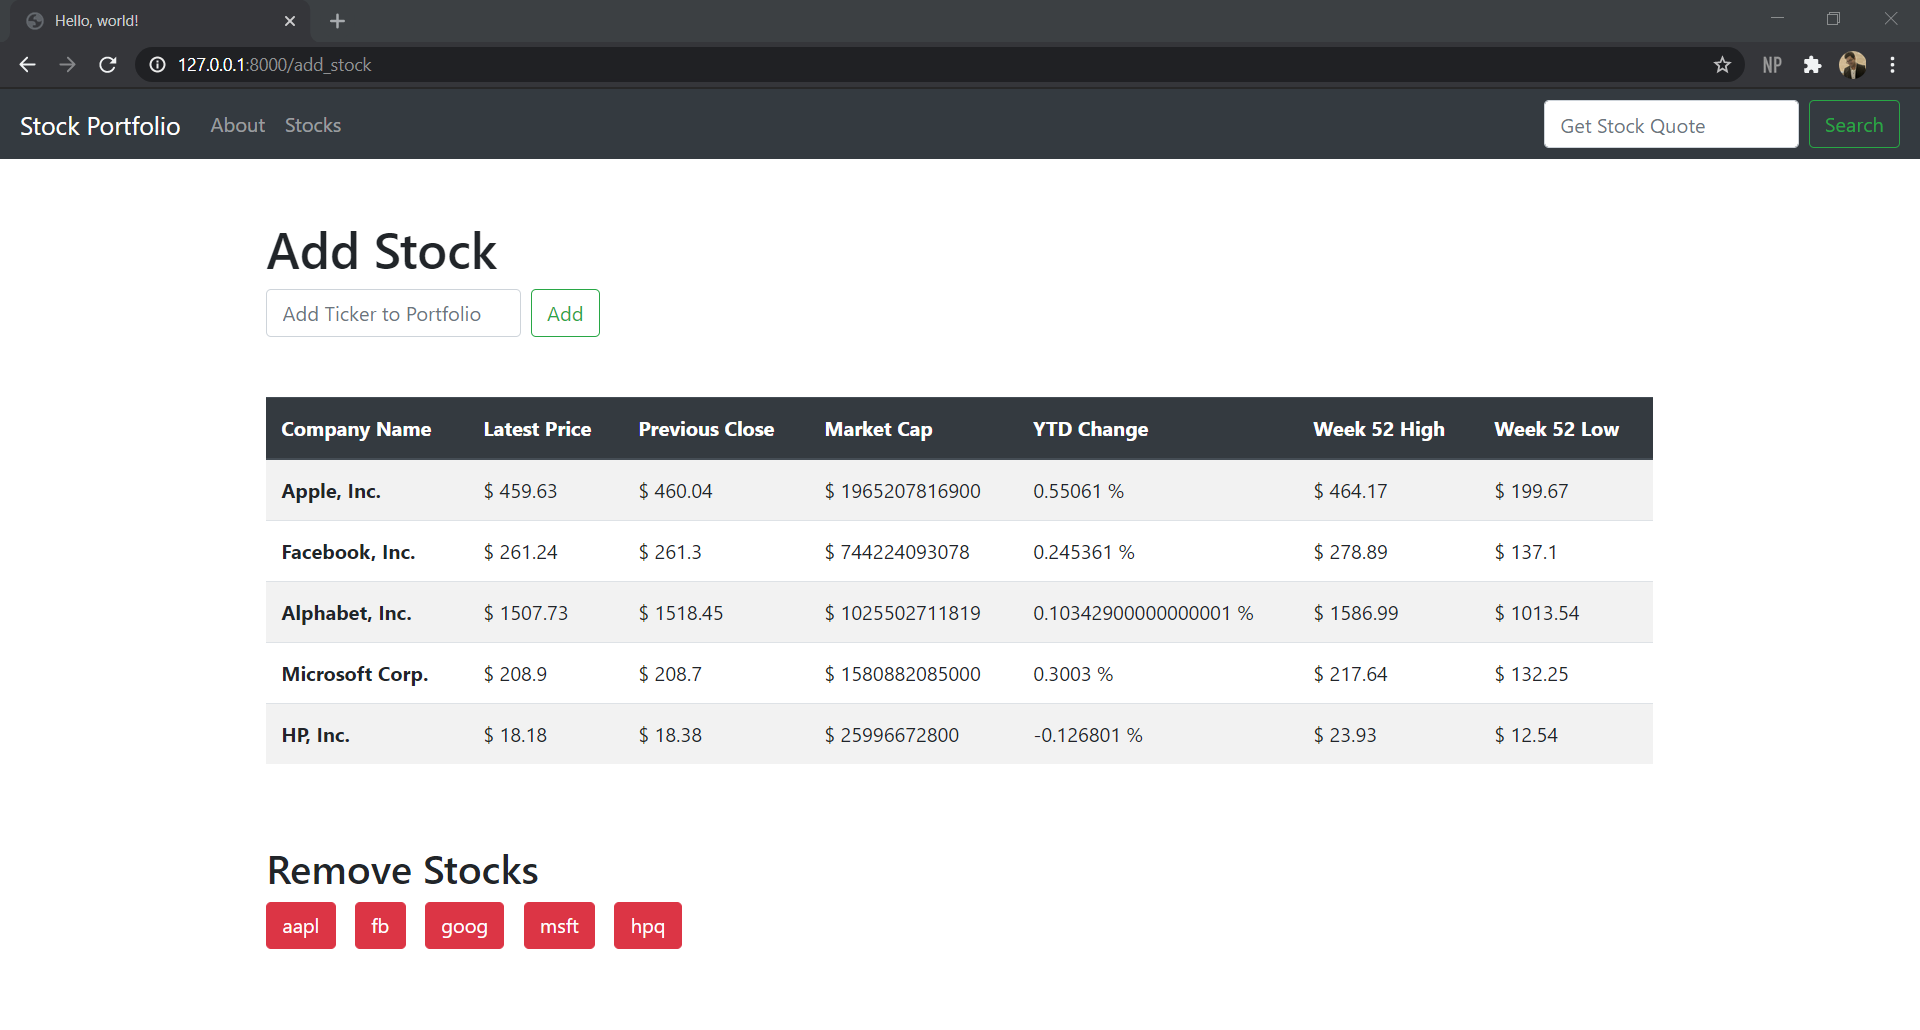 Hello, world!
127.0.0.1:8000/add_stock
NP
Stock Portfolio About Stocks Get Stock Quote Search
Add Stock
Add Ticker to Portfolio Add
Company Name Latest Price Previous Close Market Cap YTD Change Week 52 High Week 52 Low
Apple, Inc. $ 459.63 $ 460.04 $ 1965207816900 0.55061 % $ 464.17 $ 199.67
Facebook, Inc. $ 261.24 $ 261.3 $ 744224093078 0.245361 % $ 278.89 $ 137.1
Alphabet, Inc. $ 1507.73 $ 1518.45 $ 1025502711819 0.10342900000000001 % $ 1586.99 $ 1013.54
Microsoft Corp. $ 208.9 $ 208.7 $ 1580882085000 0.3003 % $ 217.64 $ 132.25
HP, Inc. $ 18.18 $ 18.38 $ 25996672800 -0.126801 % $ 23.93 $ 12.54
Remove Stocks
aapl fb goog msft hpq